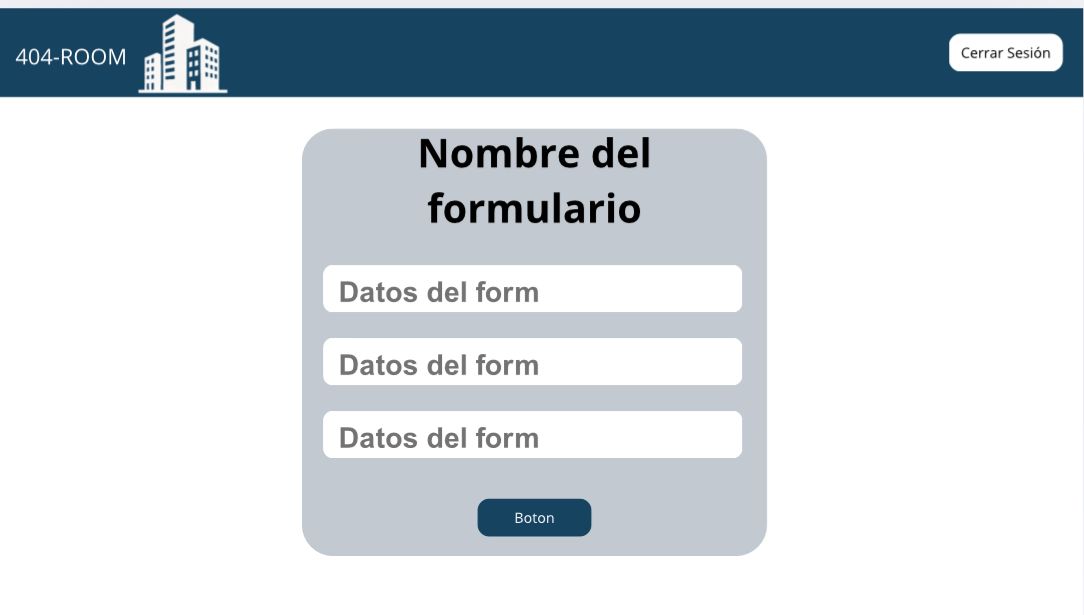 404-ROOM
Cerrar Sesión
Nombre del
formulario
Datos del form
Datos del form
Datos del form
Boton